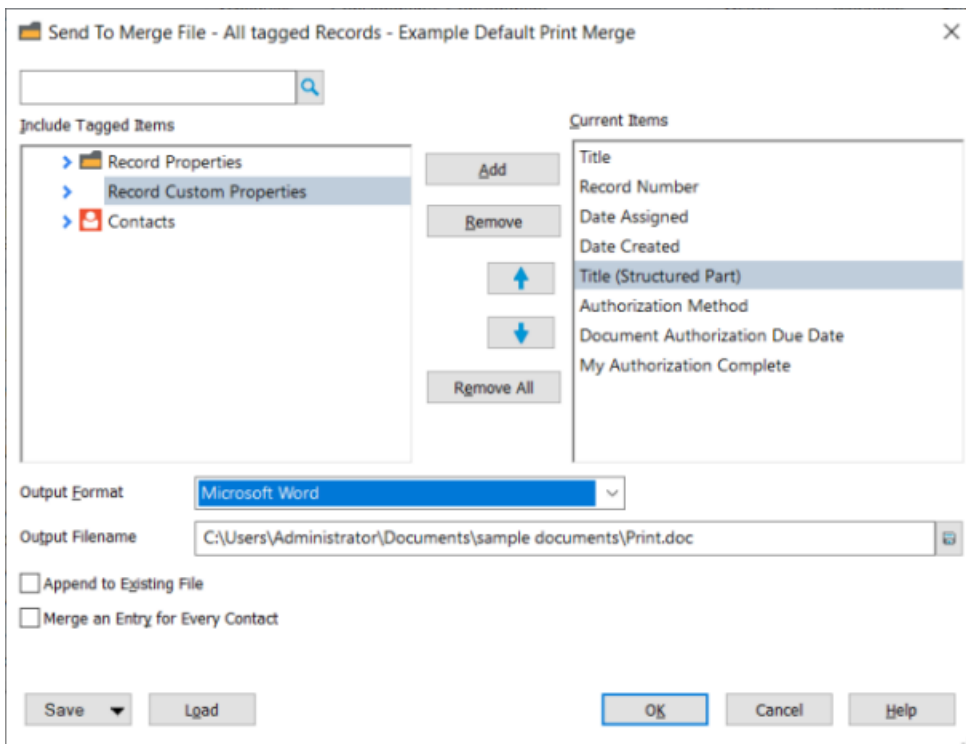 Send To Merge File - All tagged Records - Example Default Print Merge
Include Tagged Items
Record Properties
Record Custom Properties
Contacts
Add
Remove
Remove All
Current Items
Title
Record Number
Date Assigned
Date Created
Title (Structured Part)
Authorization Method
Document Authorization Due Date
My Authorization Complete
Output Format
Microsoft Word
Output Filename
C:\Users\Administrator\Documents\sample documents\Print.doc
Append to Existing File
Merge an Entry for Every Contact
Save
Load
OK
Cancel
Help